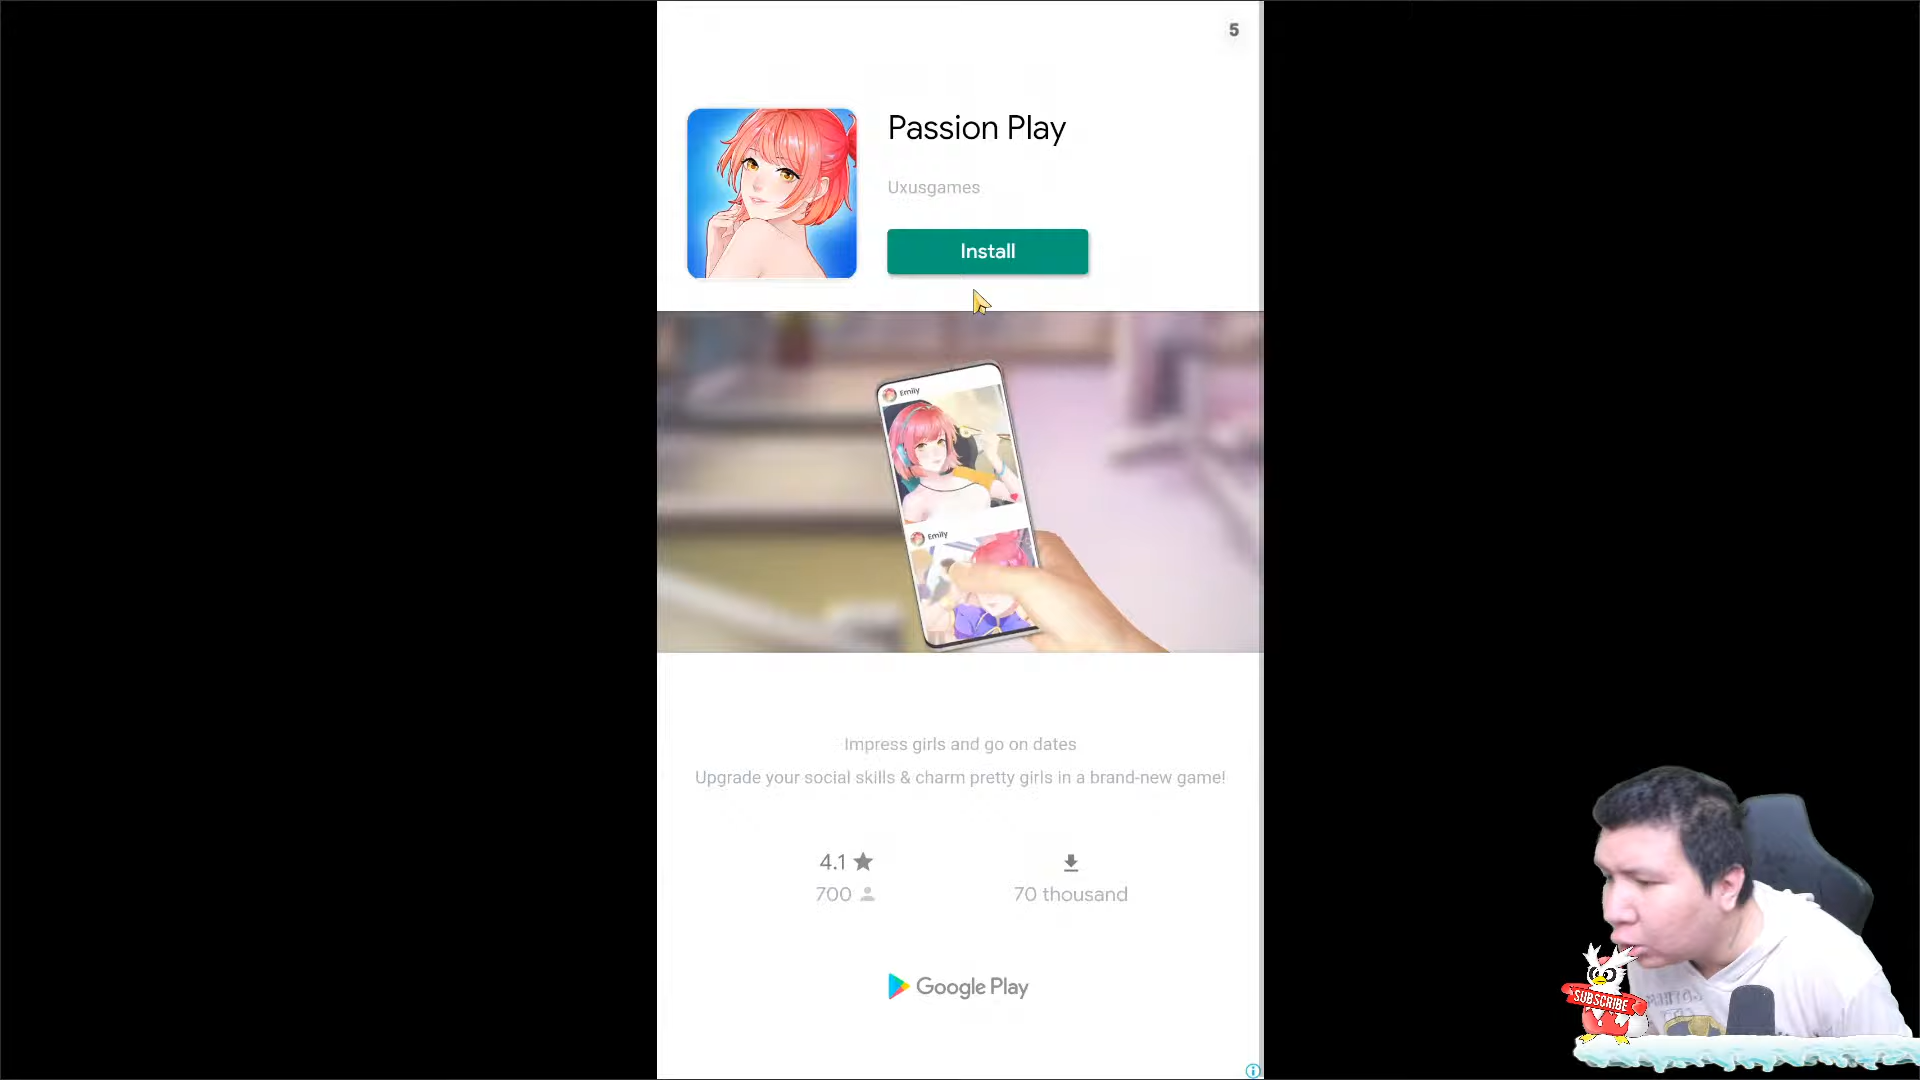 5
Passion Play
Uxusgames
Install
Emily
Emily
Impress girls and go on dates
Upgrade your social skills & charm pretty girls in a brand-new game!
4.1
700
70 thousand
Google Play
SUBSCRIBE